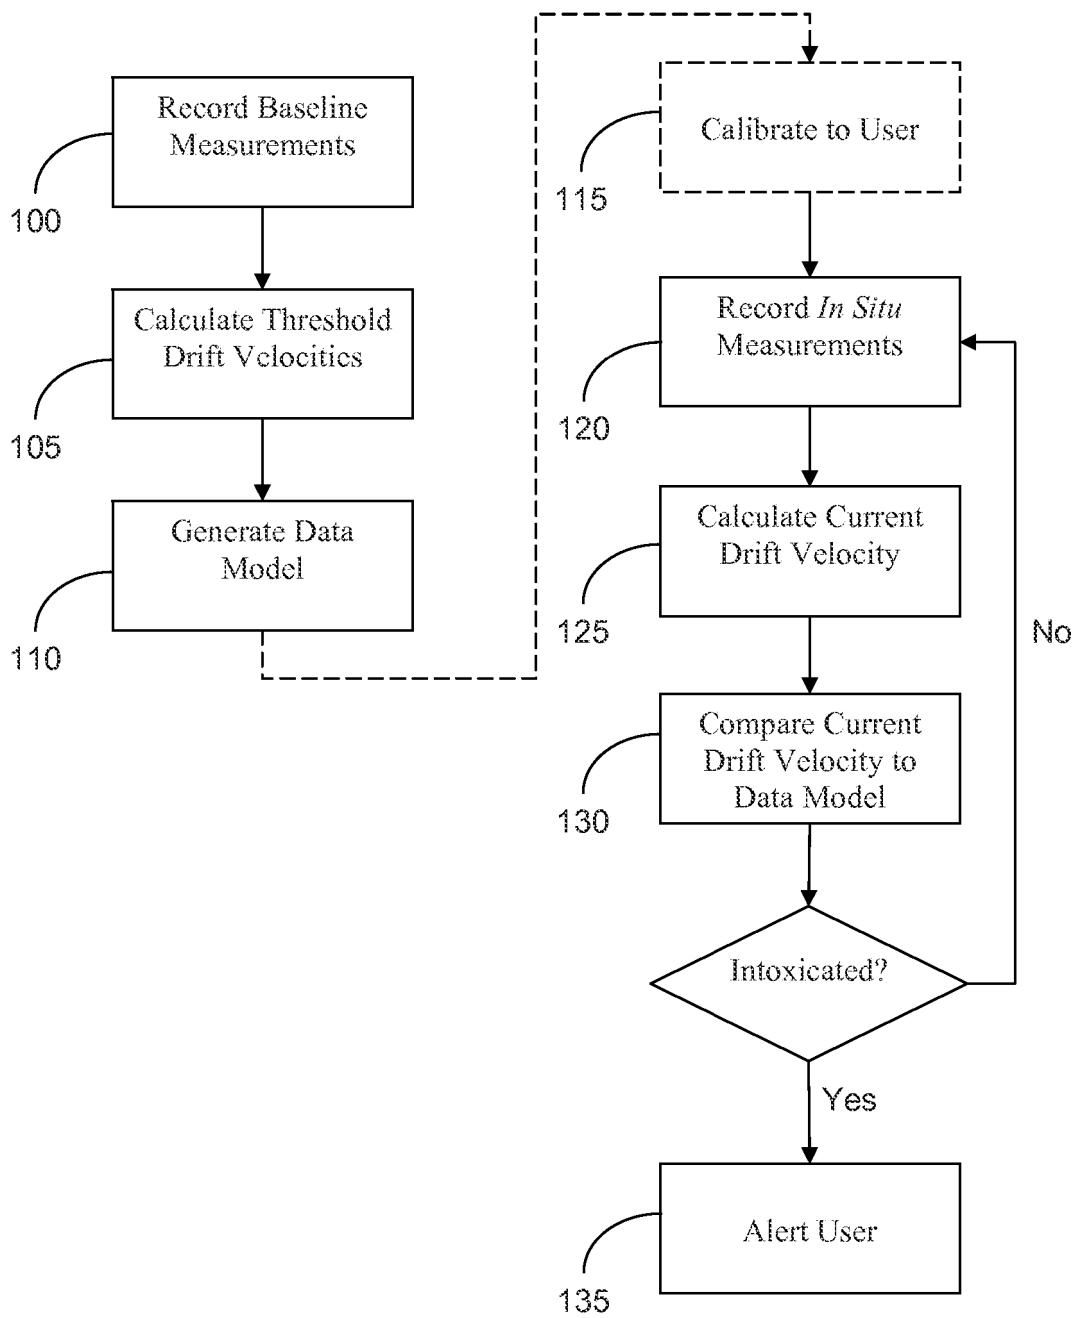 Record Baseline
Measurements
100
Calculate Threshold
Drift Velocities
105
Generate Data
Model
110
Calibrate to User
115
Record In Situ
Measurements
120
Calculate Current
Drift Velocity
125
No
Compare Current
Drift Velocity to
Data Model
130
Intoxicated?
Yes
Alert User
135